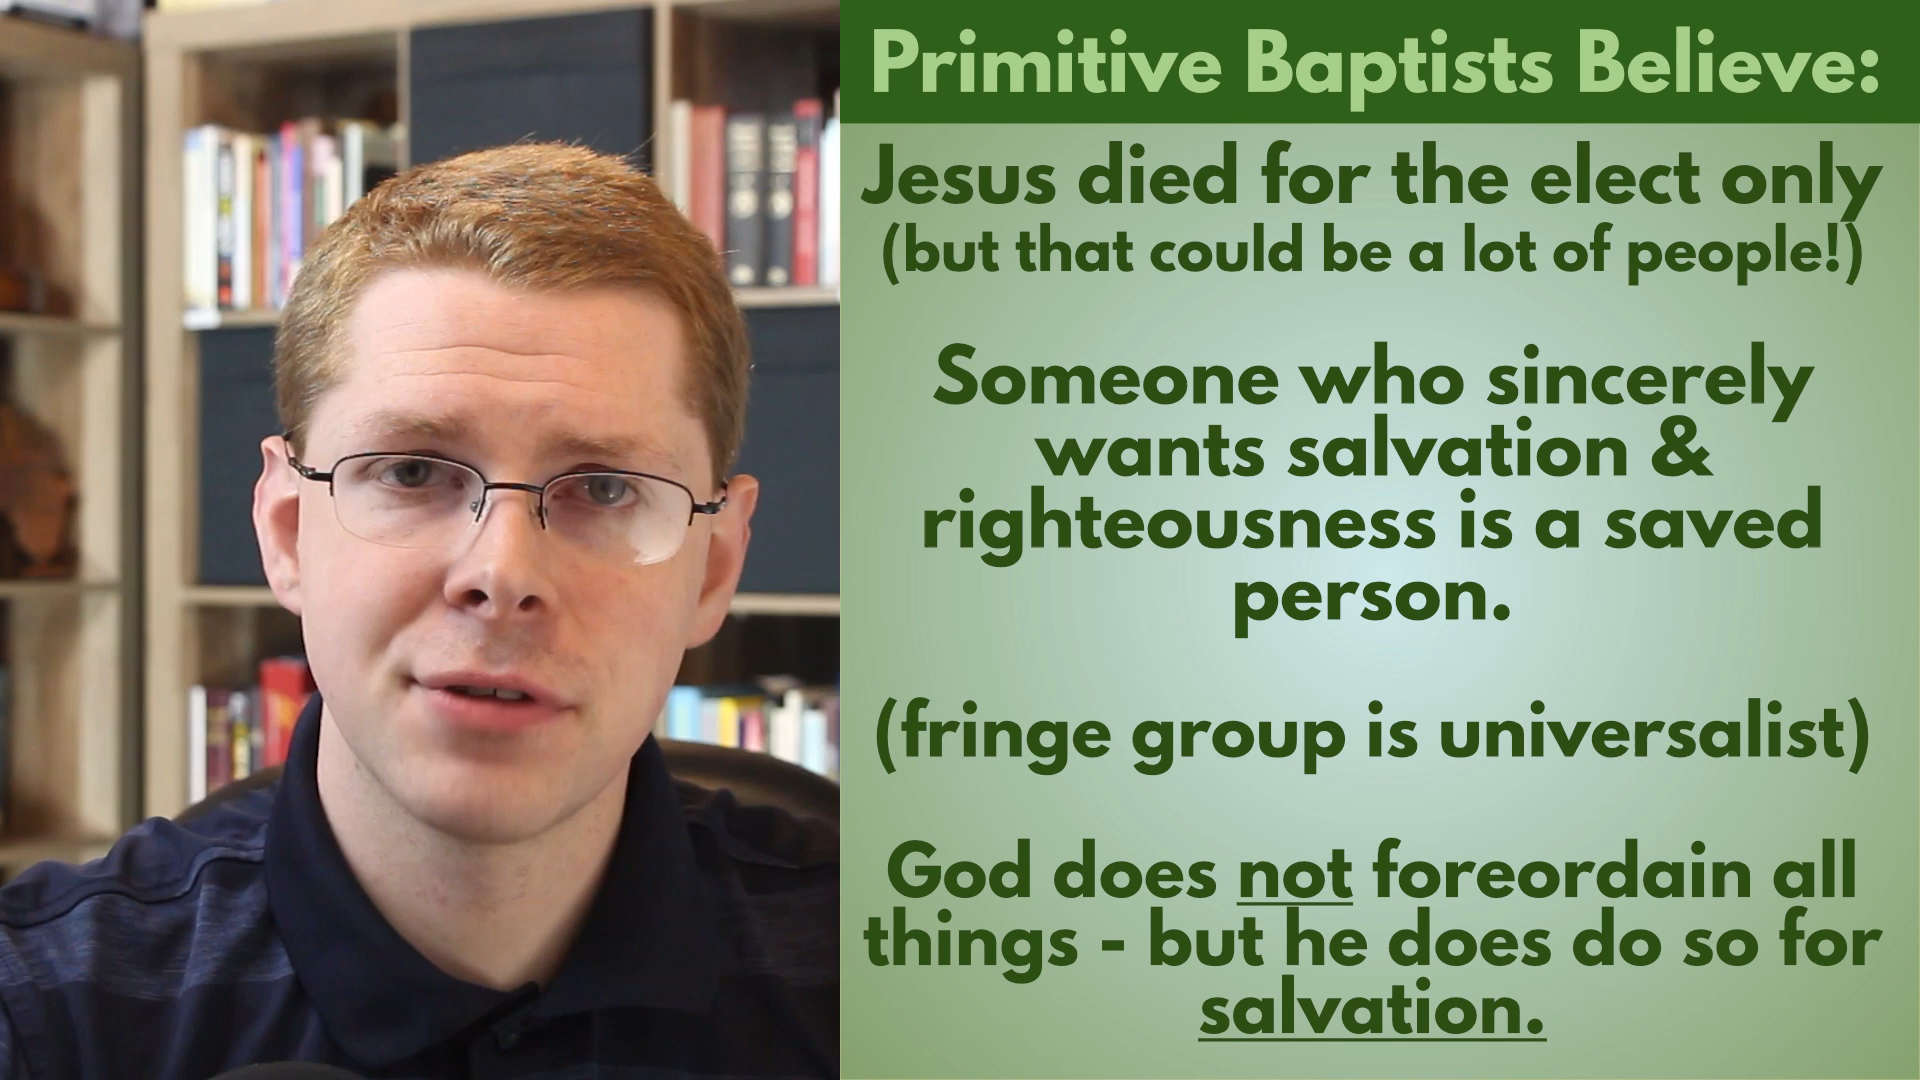 Primitive Baptists Believe:
Jesus died for the elect only
(but that could be a lot of people!)
Someone who sincerely
wants salvation &
righteousness is a saved
person.
(fringe group is universalist)
God does not foreordain all
things - but he does do so for
salvation.